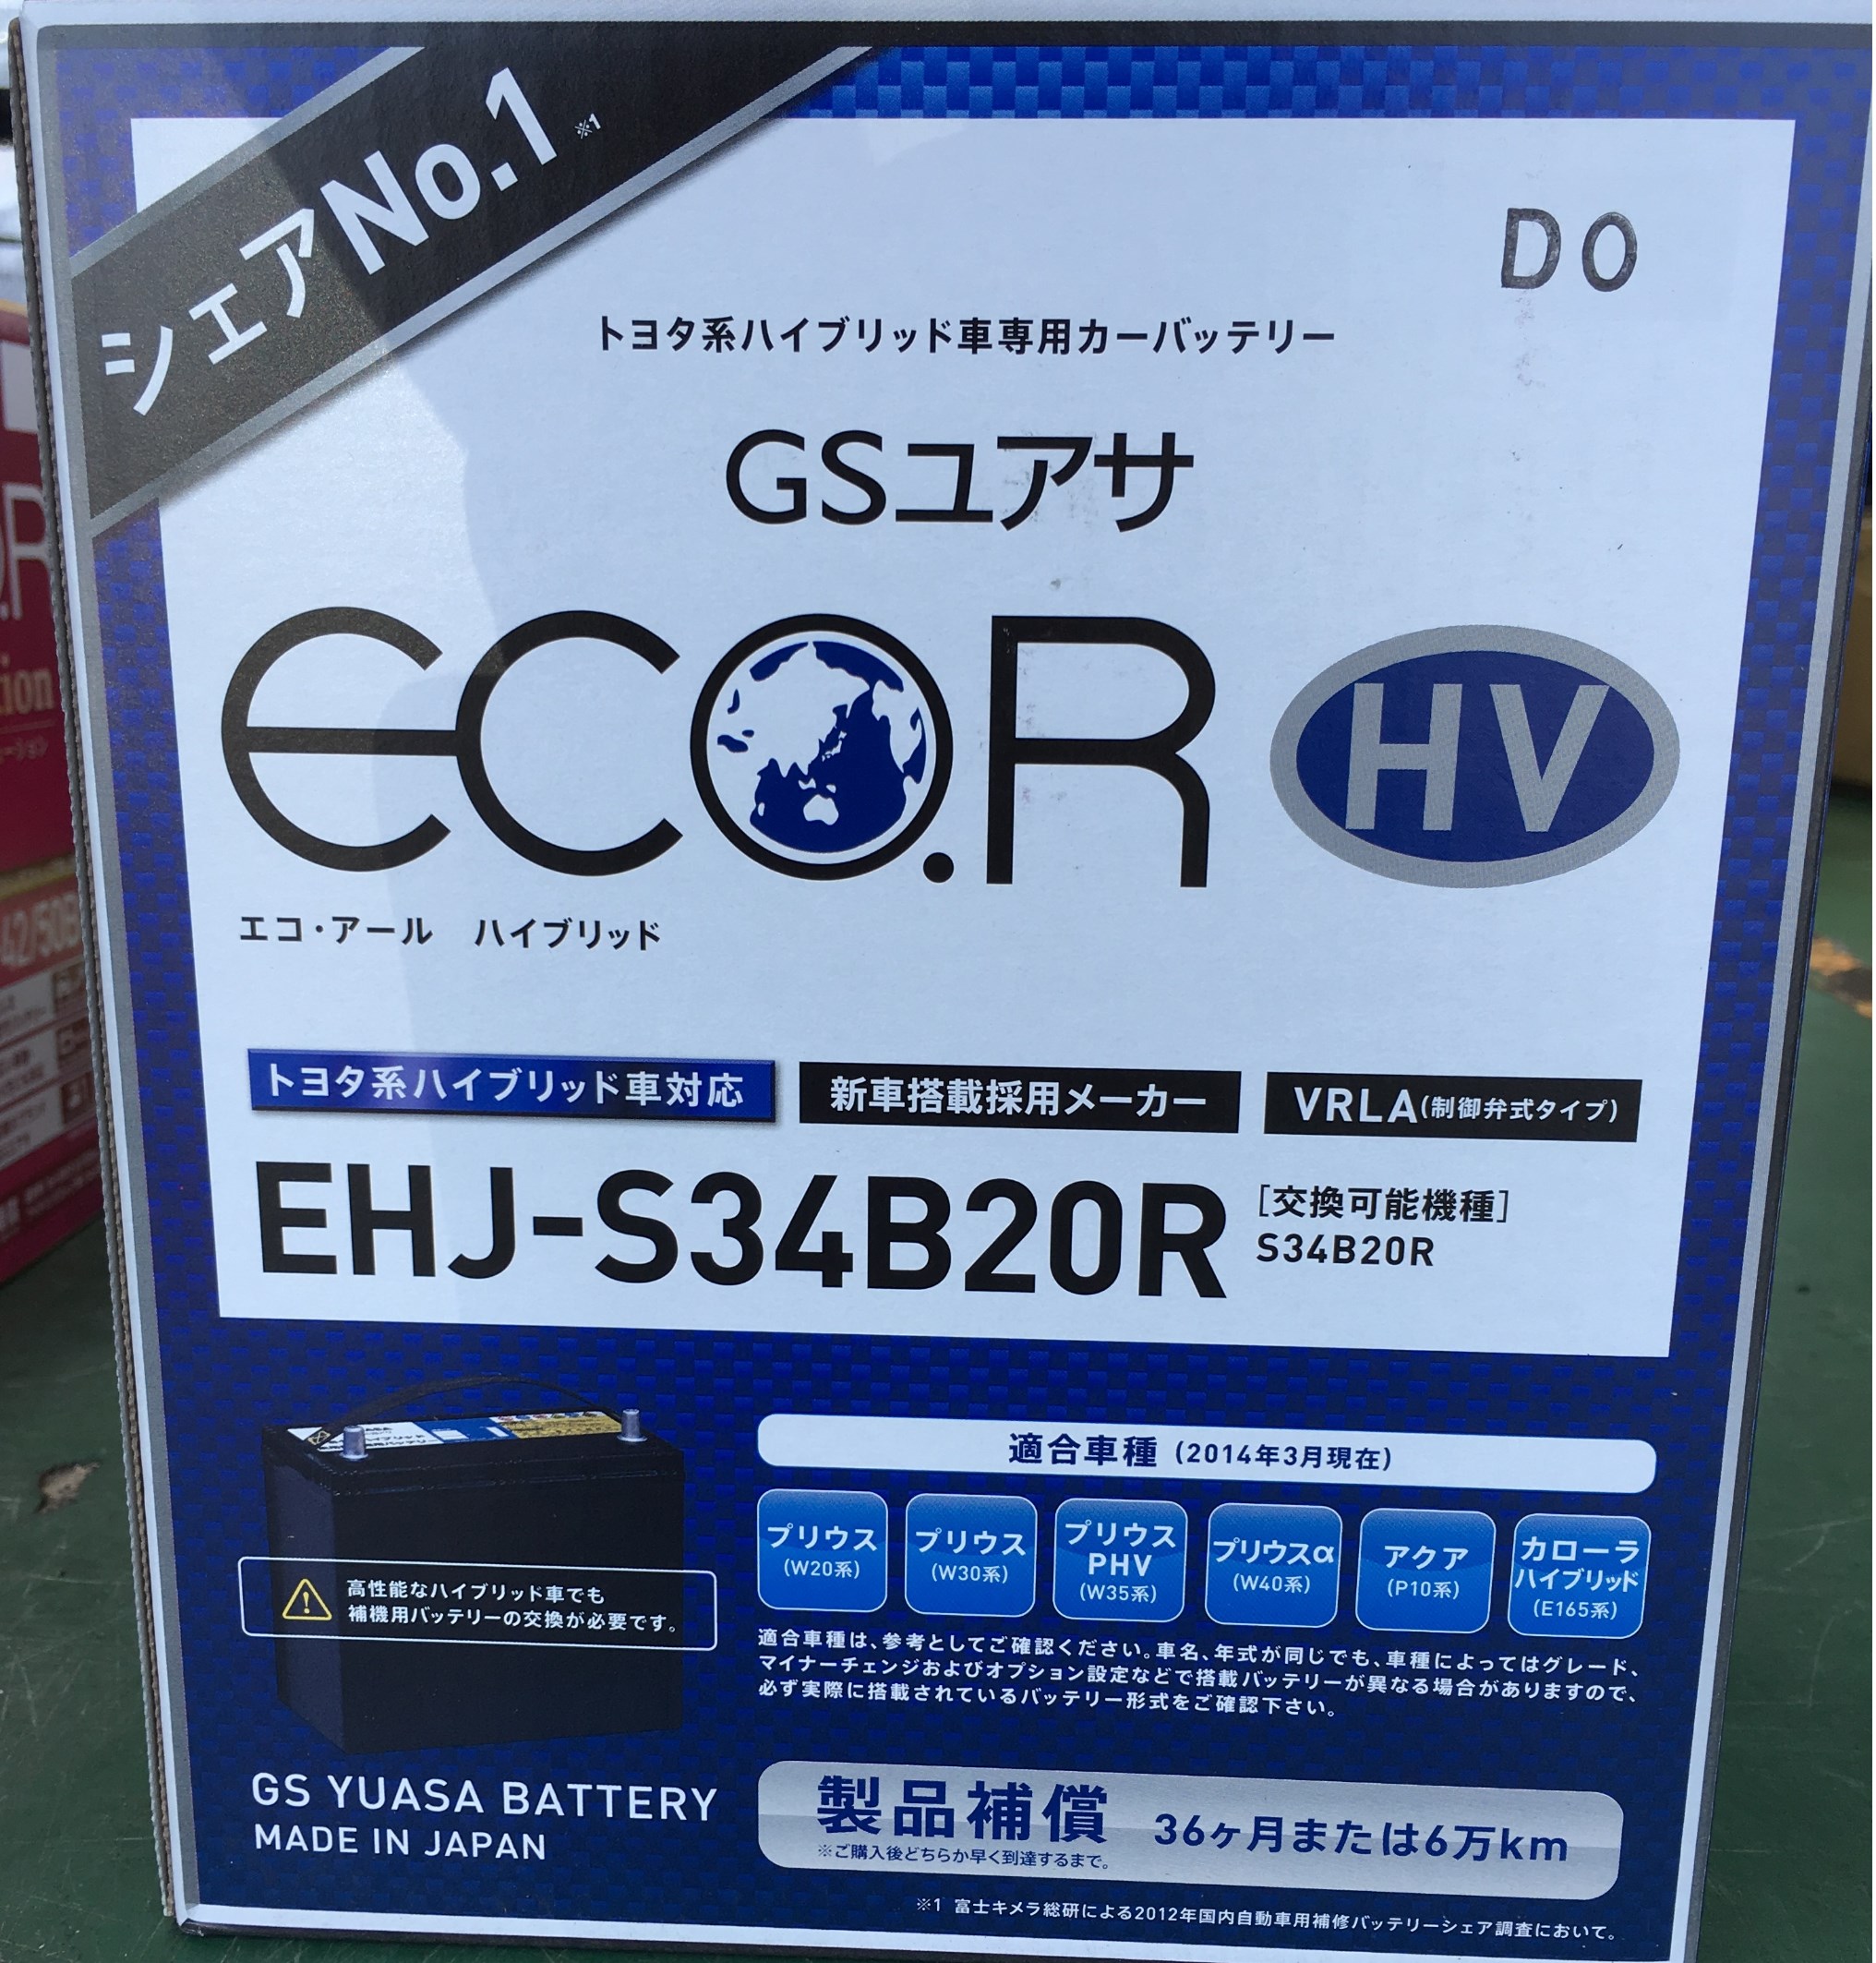 シェアNo.1 ※1
DO
トヨタ系ハイブリッド車専用カーバッテリー
GSユアサ
eCO.R HV
エコ・アール ハイブリッド
トヨタ系ハイブリッド車対応 新車搭載採用メーカー VRLA(制御弁式タイプ)
EHJ-S34B20R
[交換可能機種]
S34B20R
適合車種 (2014年3月現在)
プリウス
(W20系)
プリウス
(W30系)
プリウス
PHV
(W35系)
プリウスα
(W40系)
アクア
(P10系)
カローラ
ハイブリッド
(E165系)
高性能なハイブリッド車でも
補機用バッテリーの交換が必要です。
適合車種は、参考としてご確認ください。車名、年式が同じでも、車種によってはグレード、
マイナーチェンジおよびオプション設定などで搭載バッテリーが異なる場合がありますので、
必ず実際に搭載されているバッテリー形式をご確認下さい。
GS YUASA BATTERY
MADE IN JAPAN
製品補償 36ヶ月または6万km
※ご購入後どちらか早く到達するまで。
※1 富士キメラ総研による2012年国内自動車用補修バッテリーシェア調査において。
R
tion
42/50B